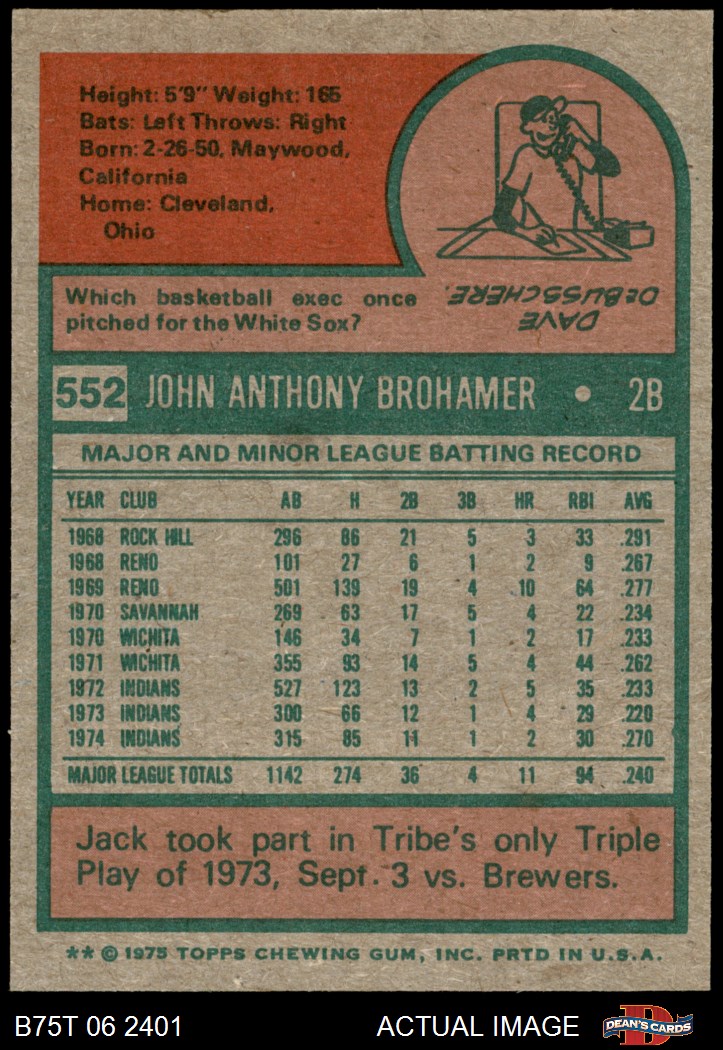 Height: 5'9" Weight: 165
Bats: Left Throws: Right
Born: 2-26-50, Maywood,
California
Home: Cleveland,
Ohio
Which basketball exec once
pitched for the White Sox?
DAVE
DeBUSSCHERE.
552 JOHN ANTHONY BROHAMER • 2B
MAJOR AND MINOR LEAGUE BATTING RECORD
YEAR CLUB AB H 2B 3B HR RBI AVG
1968 ROCK HILL 296 86 21 5 3 33 .291
1968 RENO 101 27 6 1 2 9 .267
1969 RENO 501 139 19 4 10 64 .277
1970 SAVANNAH 269 63 17 5 4 22 .234
1970 WICHITA 146 34 7 1 2 17 .233
1971 WICHITA 355 93 14 5 4 44 .262
1972 INDIANS 527 123 13 2 5 35 .233
1973 INDIANS 300 66 12 1 4 29 .220
1974 INDIANS 315 85 11 1 2 30 .270
MAJOR LEAGUE TOTALS 1142 274 36 4 11 94 .240
Jack took part in Tribe's only Triple
Play of 1973, Sept. 3 vs. Brewers.
** © 1975 TOPPS CHEWING GUM, INC. PRTD IN U.S.A.
B75T 06 2401 ACTUAL IMAGE D DEAN'S CARDS